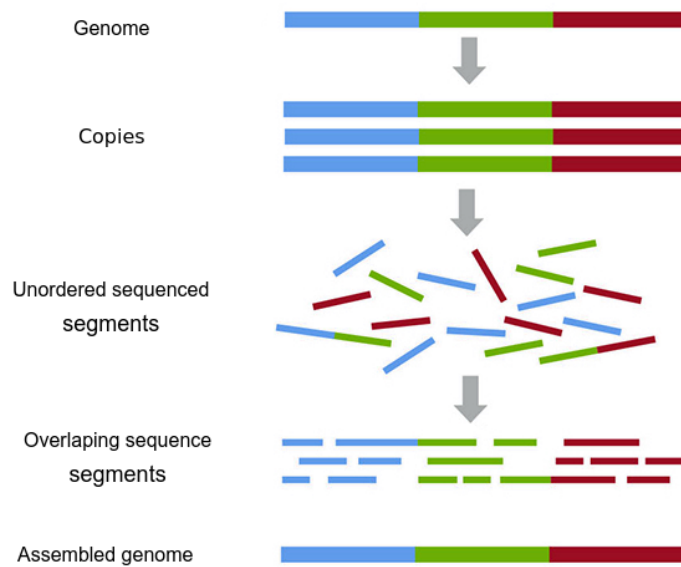 Genome
Copies
Unordered sequenced
segments
Overlaping sequence
segments
Assembled genome